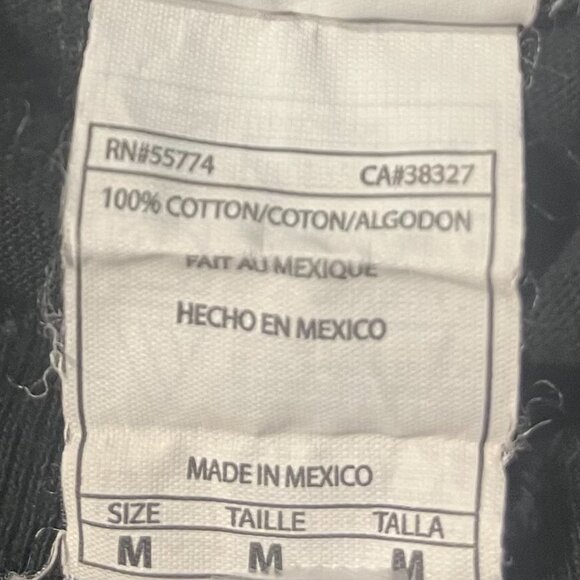 RN#55774 CA#38327
100% COTTON/COTON/ALGODON
FAIT AU MEXIQUE
HECHO EN MEXICO
MADE IN MEXICO
SIZE TAILLE TALLA
M M M